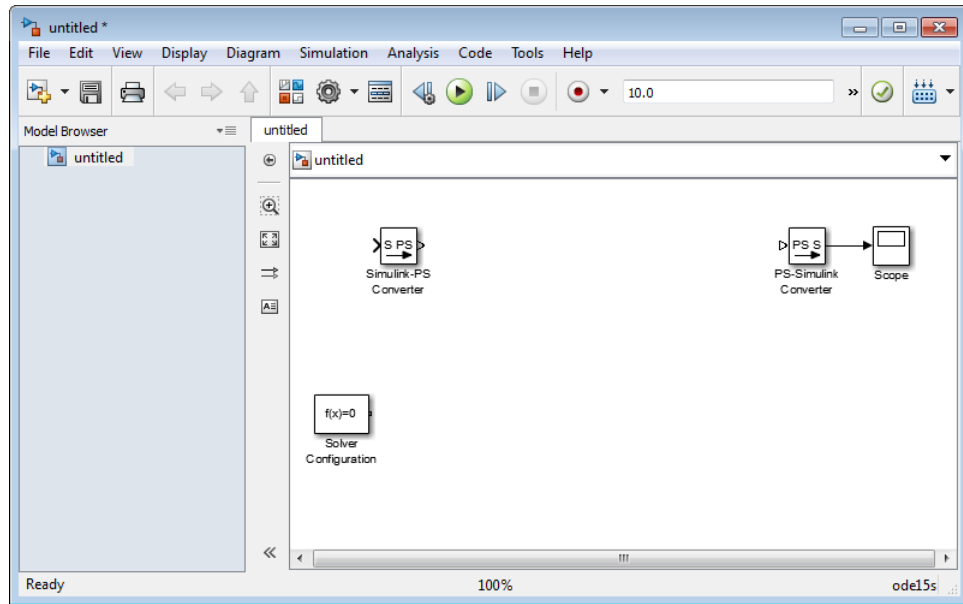 untitled *
File Edit View Display Diagram Simulation Analysis Code Tools Help
10.0 »
Model Browser
untitled
untitled
untitled
S PS
Simulink-PS
Converter
PS S
PS-Simulink
Converter
Scope
f(x)=0
Solver
Configuration
Ready 100% ode15s